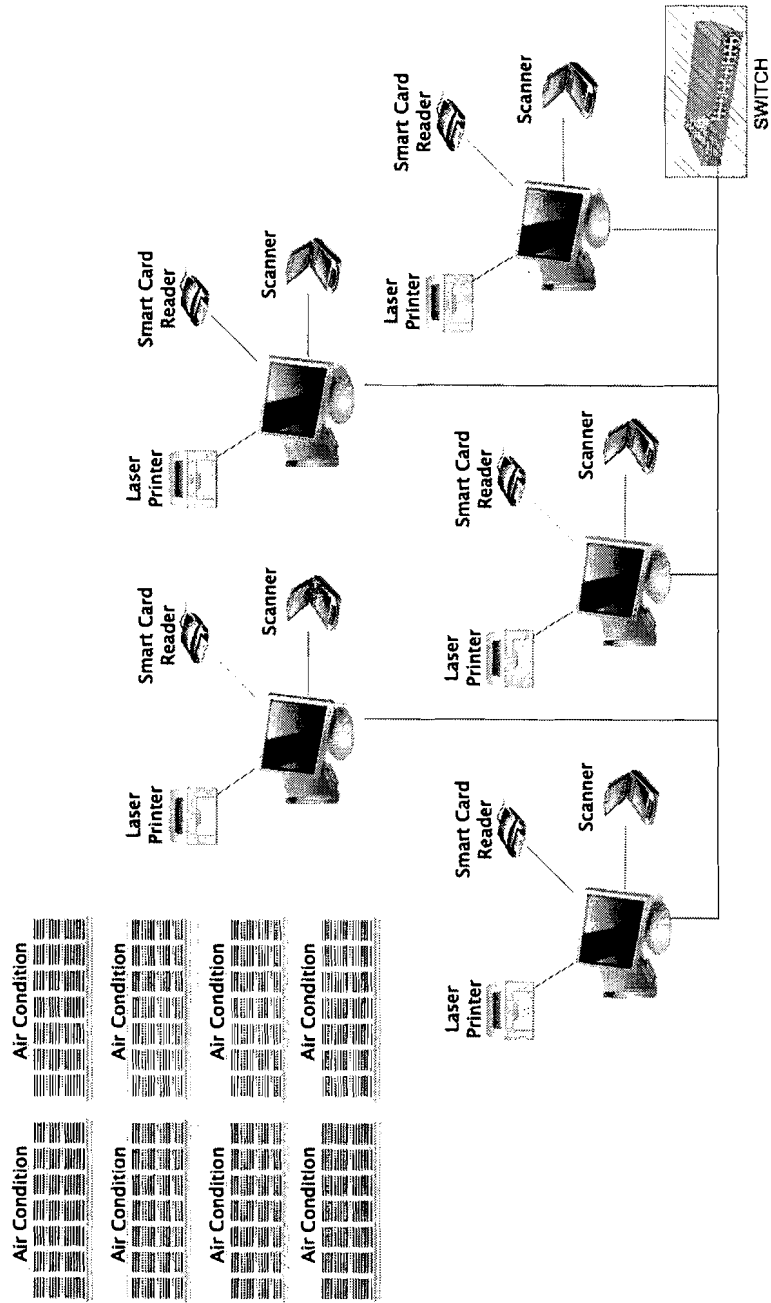 Air Condition
Air Condition
Air Condition
Air Condition
Air Condition
Air Condition
Air Condition
Air Condition
Laser
Printer
Smart Card
Reader
Scanner
Laser
Printer
Smart Card
Reader
Scanner
Laser
Printer
Smart Card
Reader
Scanner
Laser
Printer
Smart Card
Reader
Scanner
Laser
Printer
Smart Card
Reader
Scanner
SWITCH